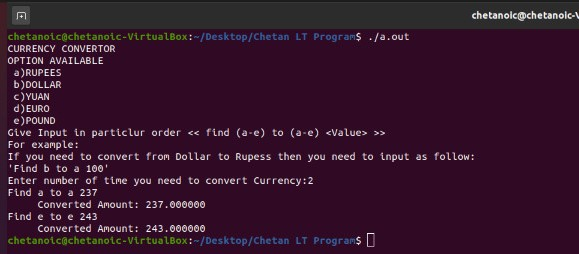 chetanoic@chetanoic-V
chetanoic@chetanoic-VirtualBox:~/Desktop/Chetan LT Program$ ./a.out
CURRENCY CONVERTOR
OPTION AVAILABLE
a)RUPEES
b)DOLLAR
c)YUAN
d)EURO
e)POUND
Give Input in particlur order << find (a-e) to (a-e) <Value> >>
For example:
If you need to convert from Dollar to Rupess then you need to input as follow:
'Find b to a 100'
Enter number of time you need to convert Currency:2
Find a to a 237
Converted Amount: 237.000000
Find e to e 243
Converted Amount: 243.000000
chetanoic@chetanoic-VirtualBox:~/Desktop/Chetan LT Program$